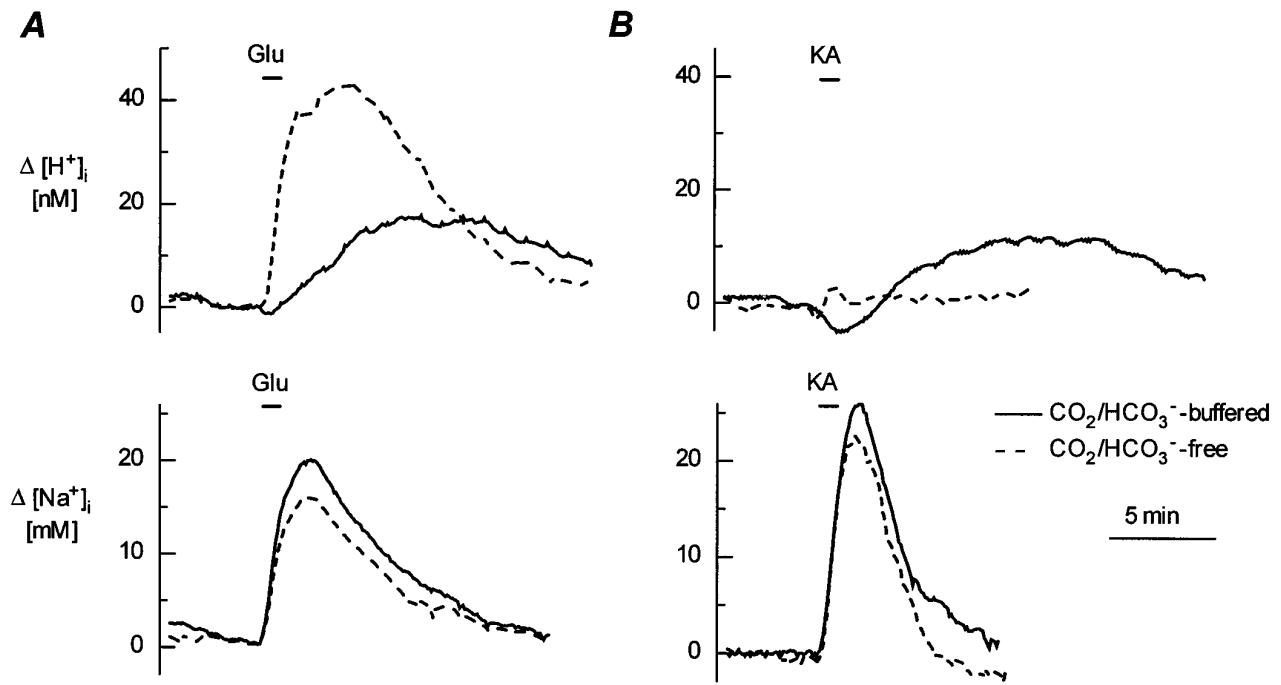 A
B
Glu
KA
40
20
0
Δ [H⁺]ᵢ
[nM]
40
20
0
Glu
KA
20
10
0
Δ [Na⁺]ᵢ
[mM]
20
10
0
CO₂/HCO₃⁻-buffered
CO₂/HCO₃⁻-free
5 min